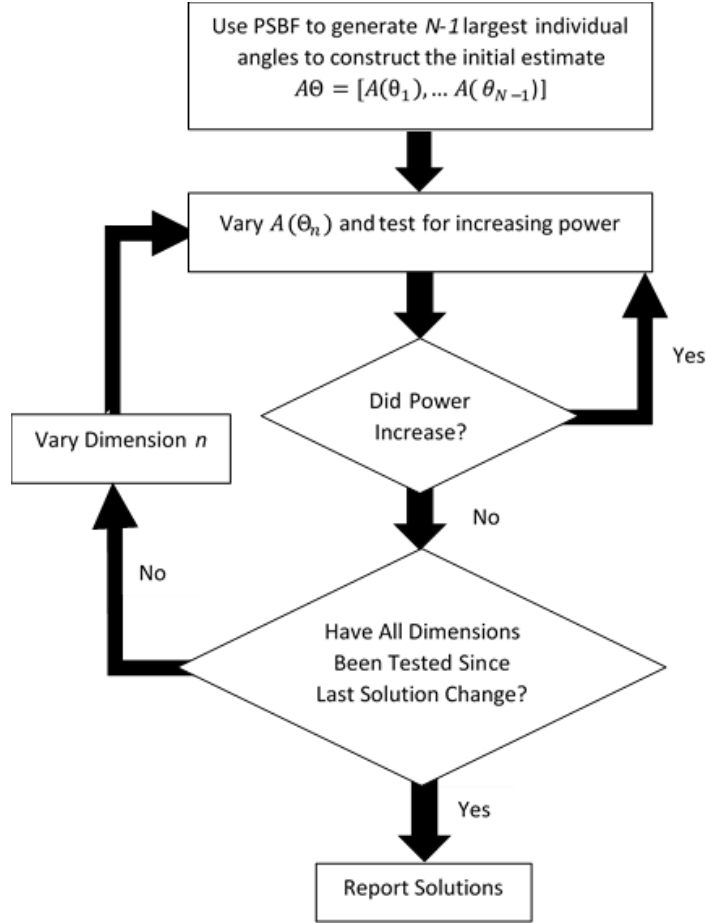 Use PSBF to generate N-1 largest individual
angles to construct the initial estimate
AΘ = [A(θ₁), … A( θ_{N−1})]
Vary A(Θₙ) and test for increasing power
Did Power
Increase?
Yes
Vary Dimension n
No
No
Have All Dimensions
Been Tested Since
Last Solution Change?
Yes
Report Solutions